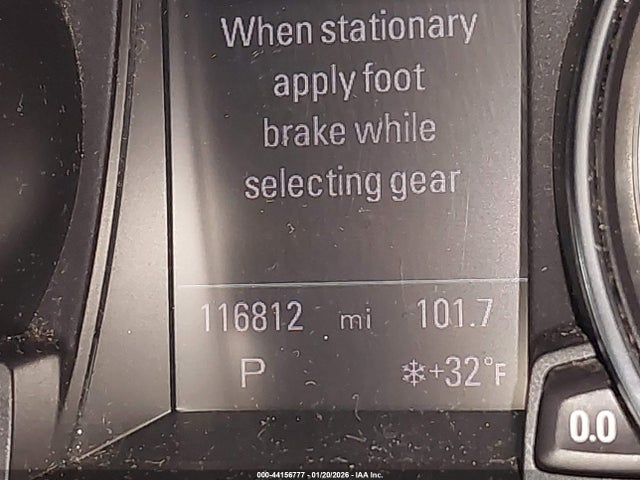 When stationary
apply foot
brake while
selecting gear
116812 mi 101.7
P ❄+32°F
0.0
000-44156777 - 01/20/2026 - IAA Inc.